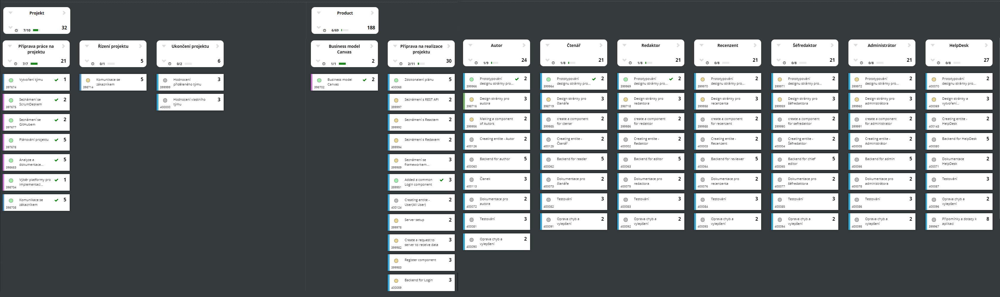 Projekt
7/10
32
Příprava práce na
projektu
7/7
21
Vytvoření týmu
1
397674
Seznámení se
ScrumDeskem
2
397675
Seznámení se
GitHubem
2
397677
Plánování projektu
5
397678
Analyze a
dokumentace...
5
398683
Výběr platformy pro
implementaci...
1
398704
Komunikace se
zákazníkem
5
398708
Řízení projektu
0/1
5
Komunikace se
zákazníkem
5
398714
Ukončení projektu
0/2
6
Hodnocení
přiděleného týmu
3
399999
Hodnocení vlastního
týmu
3
400000
Product
6/69
188
Business model
Canvas
1/1
2
Business model
Canvas
2
398702
Příprava na realizace
projektu
2/11
30
Zdokonalení plánu
5
400068
Seznámení s REST API
2
399997
Seznámení s Reactem
2
399992
Seznámení s Redaxem
2
399994
Seznámení se
frameworkem...
3
399989
Added a common
Login component
3
399951
Creating entite -
User(All User)
2
400124
Server setup
2
399978
Create a request to
server to receive data
3
399982
Register component
3
399983
Backend for Login
3
400059
Autor
1/9
24
Prototypování
designu stránky pro...
2
399966
Design stránky pro
autora
3
398716
Making a component
of Autors
2
399956
Creating entite - Autor
2
400126
Backend for author
5
400060
Članek
3
400113
Dokumentace pro
autora
2
400072
Testování
3
400081
Oprava chyb a
vylepšení
2
400090
Čtenář
1/8
21
Prototypování
designu stránky pro...
2
399964
Design stránky pro
čtenáře
3
398719
create a component
for ctenar
2
399985
Creating entite -
Čtenář
2
400125
Backend for reader
5
400062
Dokumentace pro
čtenáře
2
400073
Testování
3
400082
Oprava chyb a
vylepšení
2
400091
Redaktor
1/8
21
Prototypování
designu stránky pro...
2
399969
Design stránky pro
redaktora
3
398718
create a component
for redaktor
2
399986
Creating entite -
Redaktor
2
400002
Backend for editor
5
400063
Dokumentace pro
redactora
2
400075
Testování
3
400083
Oprava chyb a
vylepšení
2
400092
Recenzent
0/8
21
Prototypování
designu stránky pro...
2
399970
Design stránky pro
recenzenta
3
399958
create a component
for recenzent
2
399988
Creating entite -
Recenzent
2
400003
Backend for reviewer
5
400064
Dokumentace pro
recenzenta
2
400076
Testování
3
400084
Oprava chyb a
vylepšení
2
400093
Šéfredaktor
0/8
21
Prototypování
designu stránky pro...
2
399971
Design stránky pro
šéfredaktora
3
399959
create a component
for sefredaktor
2
399990
Creating entite -
Šéfredaktor
2
400004
Backend for chief
editor
5
400065
Dokumentace pro
šéfredaktora
2
400077
Testování
3
400085
Oprava chyb a
vylepšení
2
400094
Administrátor
0/8
21
Prototypování
designu stránky pro...
2
399972
Design stránky pro
administrátora
3
399960
create a component
for administrator
2
399991
Creating entite -
Administrátor
2
400005
Backend for admin
5
400066
Dokumentace pro
administrátora
2
400078
Testování
3
400086
Oprava chyb a
vylepšení
2
400095
HelpDesk
0/8
27
Prototypování
designu stránky pro...
2
400070
Design stránky a
vytvoření...
3
400069
Creating entite -
HelpDesk
2
400143
Backend for HelpDesk
5
400080
Dokumentace
HelpDesk
2
400071
Testování
3
400087
Oprava chyb a
vylepšení
2
400096
Připomínky a dotazy k
aplikaci
8
399967